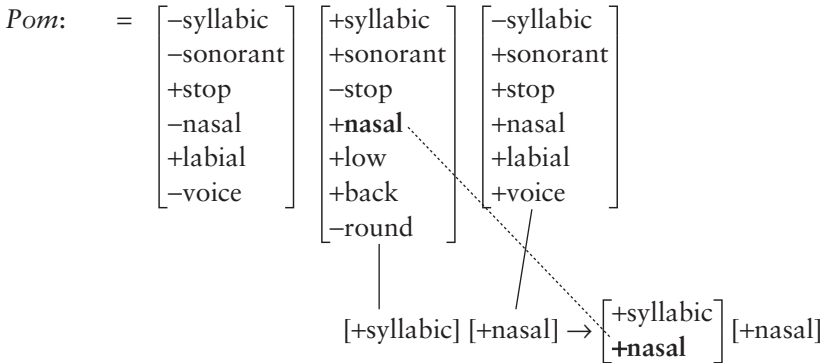 Pom: = –syllabic +syllabic –syllabic
–sonorant +sonorant +sonorant
+stop –stop +stop
–nasal +nasal +nasal
+labial +low +labial
–voice +back +voice
–round
[+syllabic] [+nasal] → [+syllabic +nasal] [+nasal]